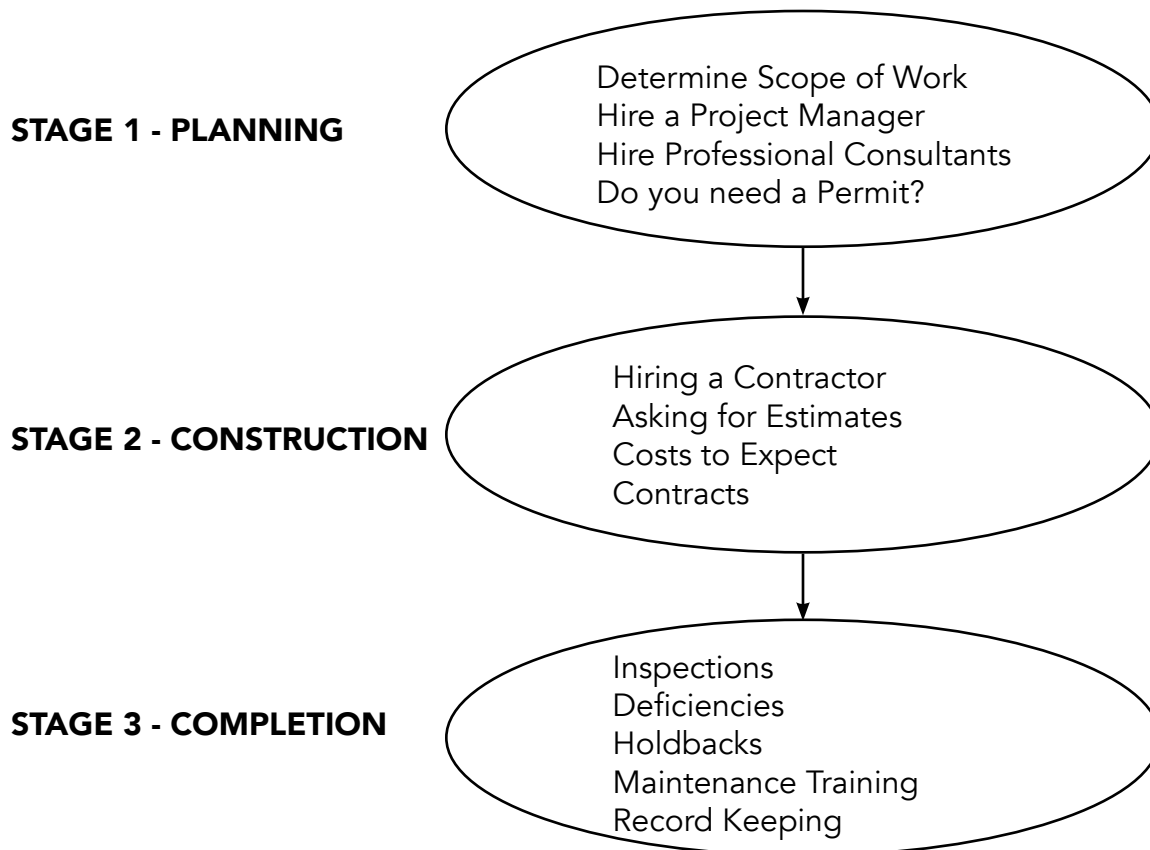 STAGE 1 - PLANNING
Determine Scope of Work
Hire a Project Manager
Hire Professional Consultants
Do you need a Permit?
STAGE 2 - CONSTRUCTION
Hiring a Contractor
Asking for Estimates
Costs to Expect
Contracts
STAGE 3 - COMPLETION
Inspections
Deficiencies
Holdbacks
Maintenance Training
Record Keeping